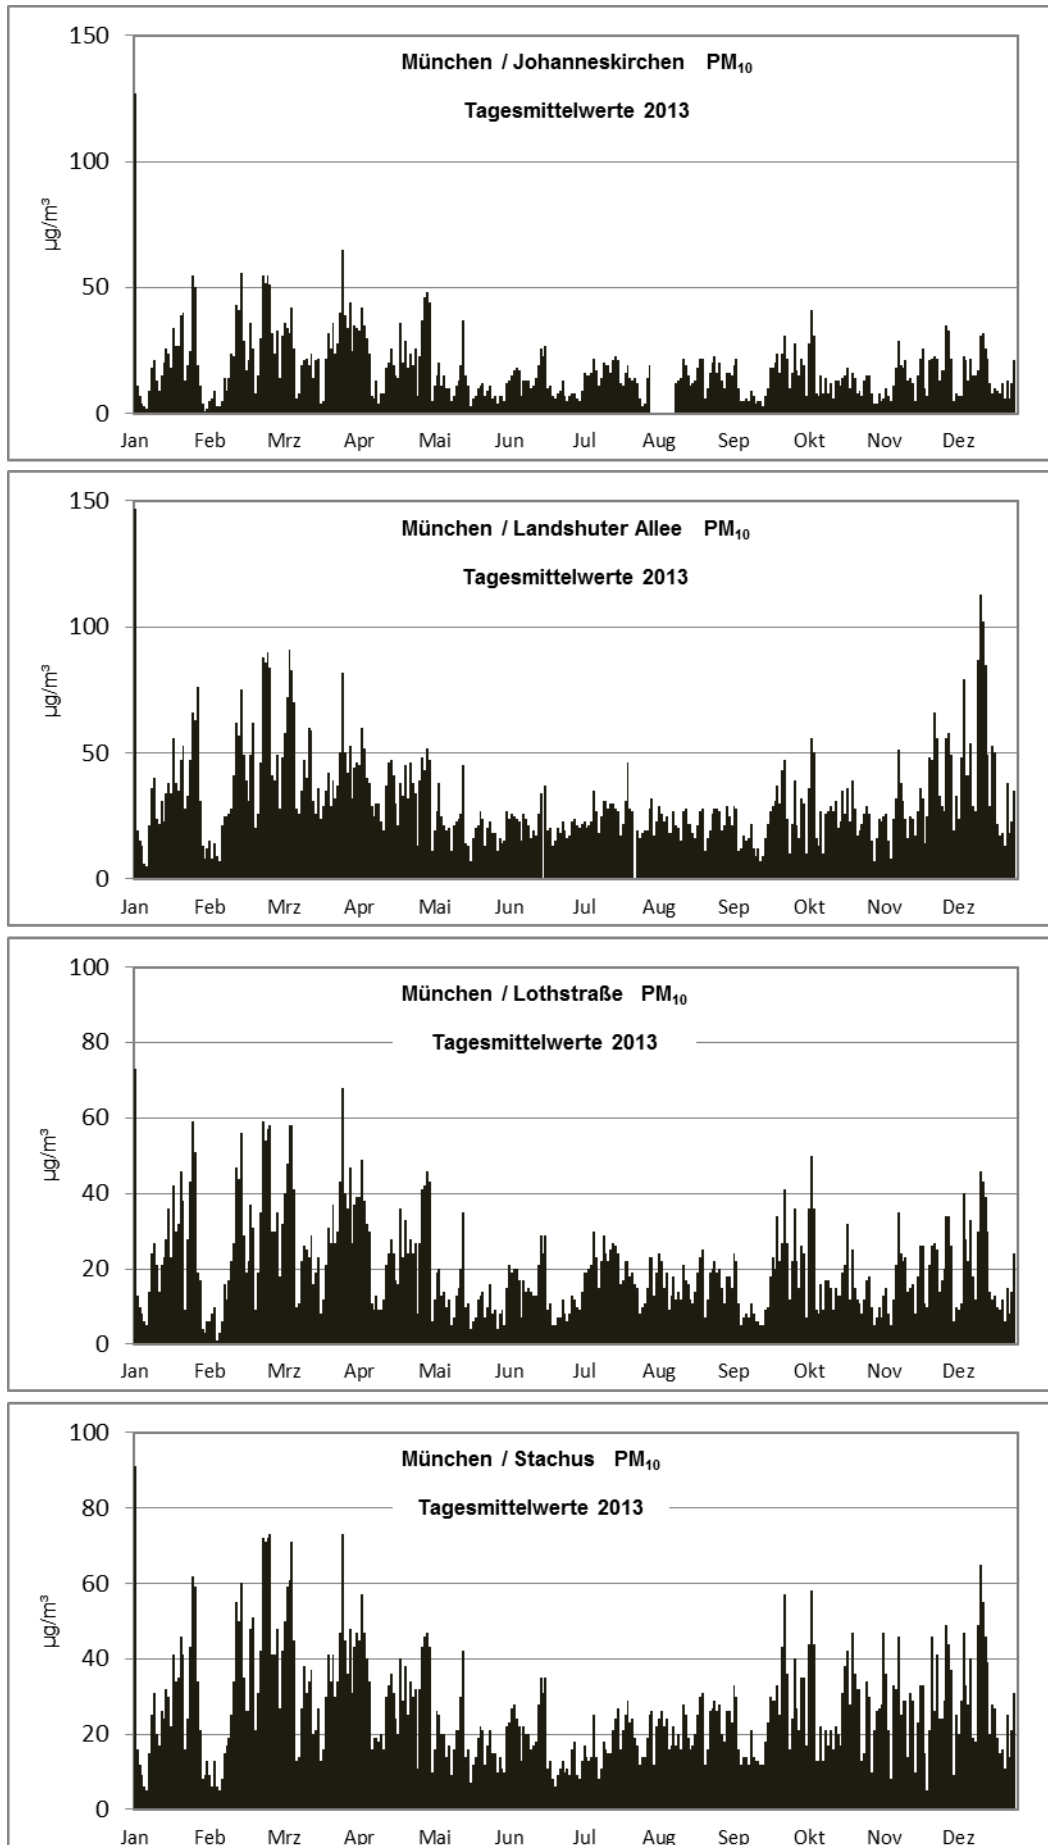 München / Johanneskirchen PM₁₀
Tagesmittelwerte 2013
µg/m³
150
100
50
0
Jan Feb Mrz Apr Mai Jun Jul Aug Sep Okt Nov Dez
München / Landshuter Allee PM₁₀
Tagesmittelwerte 2013
µg/m³
150
100
50
0
Jan Feb Mrz Apr Mai Jun Jul Aug Sep Okt Nov Dez
München / Lothstraße PM₁₀
Tagesmittelwerte 2013
µg/m³
100
80
60
40
20
0
Jan Feb Mrz Apr Mai Jun Jul Aug Sep Okt Nov Dez
München / Stachus PM₁₀
Tagesmittelwerte 2013
µg/m³
100
80
60
40
20
0
Jan Feb Mrz Apr Mai Jun Jul Aug Sep Okt Nov Dez